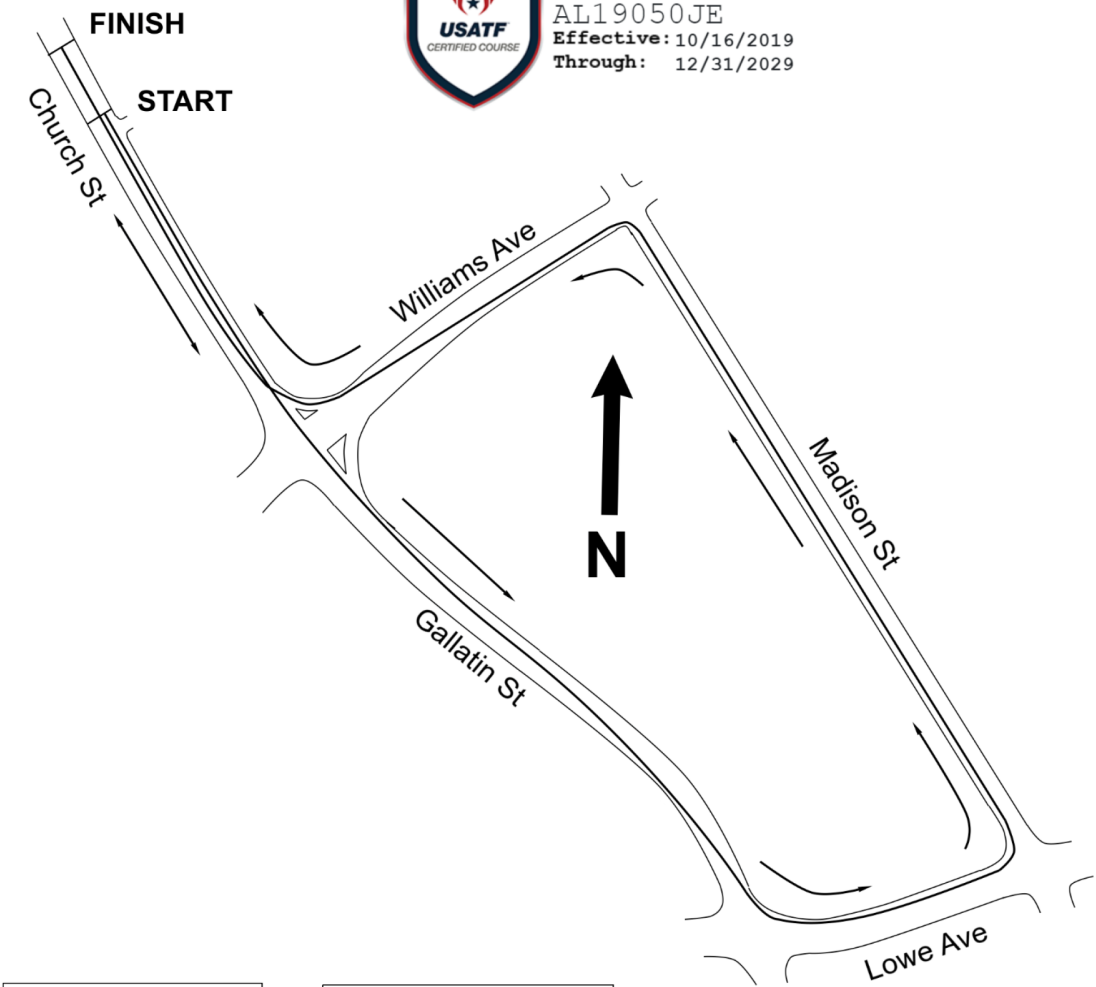 FINISH
START
USATF
CERTIFIED COURSE
AL19050JE
Effective: 10/16/2019
Through: 12/31/2029
Church St
Williams Ave
Madison St
N
Gallatin St
Lowe Ave